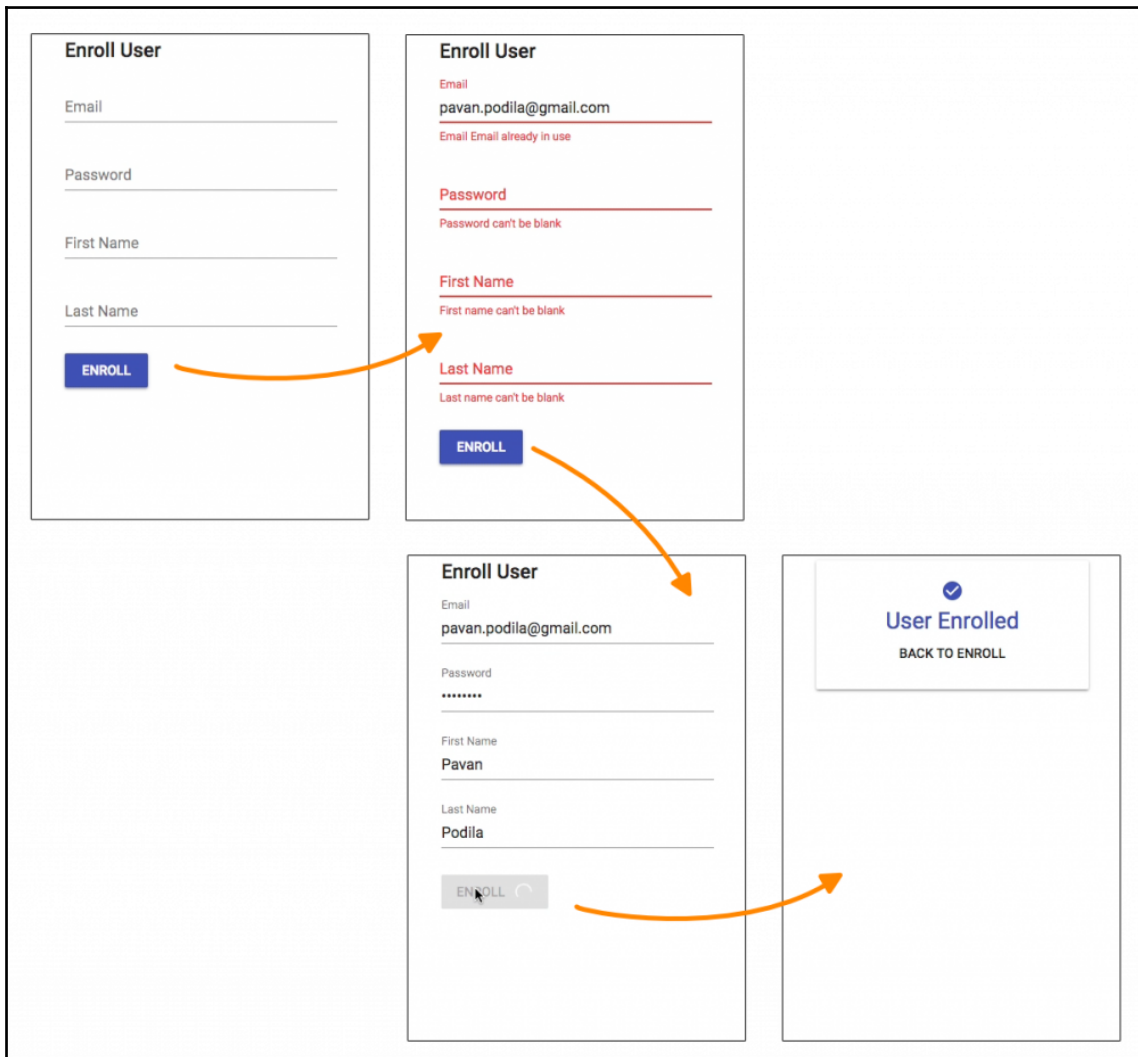 Enroll User
Email
Password
First Name
Last Name
ENROLL
Enroll User
Email
pavan.podila@gmail.com
Email Email already in use
Password
Password can't be blank
First Name
First name can't be blank
Last Name
Last name can't be blank
ENROLL
Enroll User
Email
pavan.podila@gmail.com
Password
••••••••
First Name
Pavan
Last Name
Podila
ENROLL
User Enrolled
BACK TO ENROLL